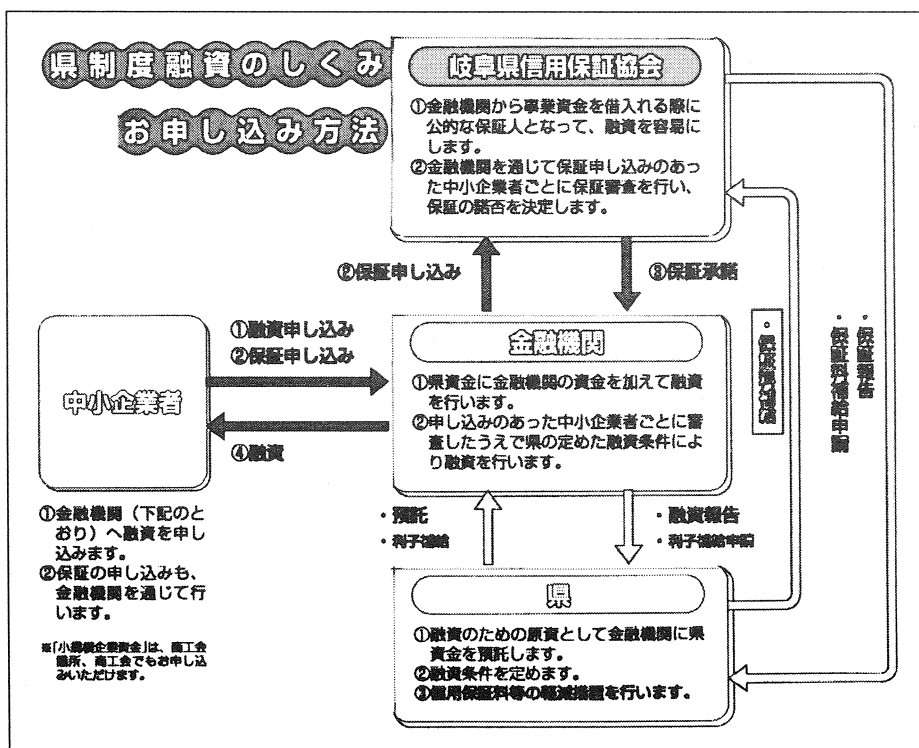 県制度融資のしくみ
お申し込み方法
岐阜県信用保証協会
①金融機関から事業資金を借入れる際に
公的な保証人となって、融資を容易に
します。
②金融機関を通じて保証申し込みのあっ
た中小企業者ごとに保証審査を行い、
保証の諾否を決定します。
②保証申し込み
③保証承諾
中小企業者
①融資申し込み
②保証申し込み
④融資
金融機関
①県資金に金融機関の資金を加えて融資
を行います。
②申し込みのあった中小企業者ごとに審
査したうえで県の定めた融資条件によ
り融資を行います。
・保証料補給
・保証報告
・保証料補給申請
①金融機関（下記のと
おり）へ融資を申し
込みます。
②保証の申し込みも、
金融機関を通じて行
います。
※「小規模企業資金」は、商工会
議所、商工会でもお申し込
みいただけます。
・預託
・利子補給
・融資報告
・利子補給申請
県
①融資のための原資として金融機関に県
資金を預託します。
②融資条件を定めます。
③信用保証料等の軽減措置を行います。